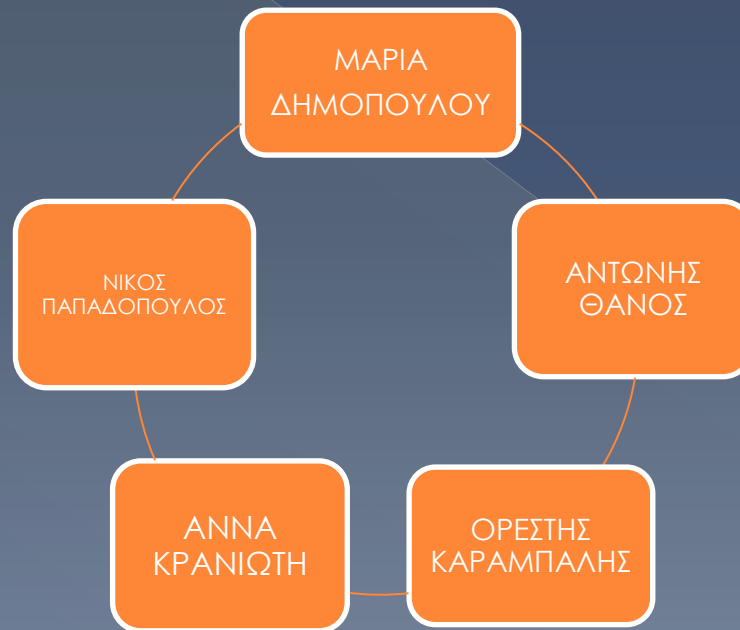 ΜΑΡΙΑ
ΔΗΜΟΠΟΥΛΟΥ
ΑΝΤΩΝΗΣ
ΘΑΝΟΣ
ΟΡΕΣΤΗΣ
ΚΑΡΑΜΠΑΛΗΣ
ΑΝΝΑ
ΚΡΑΝΙΩΤΗ
ΝΙΚΟΣ
ΠΑΠΑΔΟΠΟΥΛΟΣ